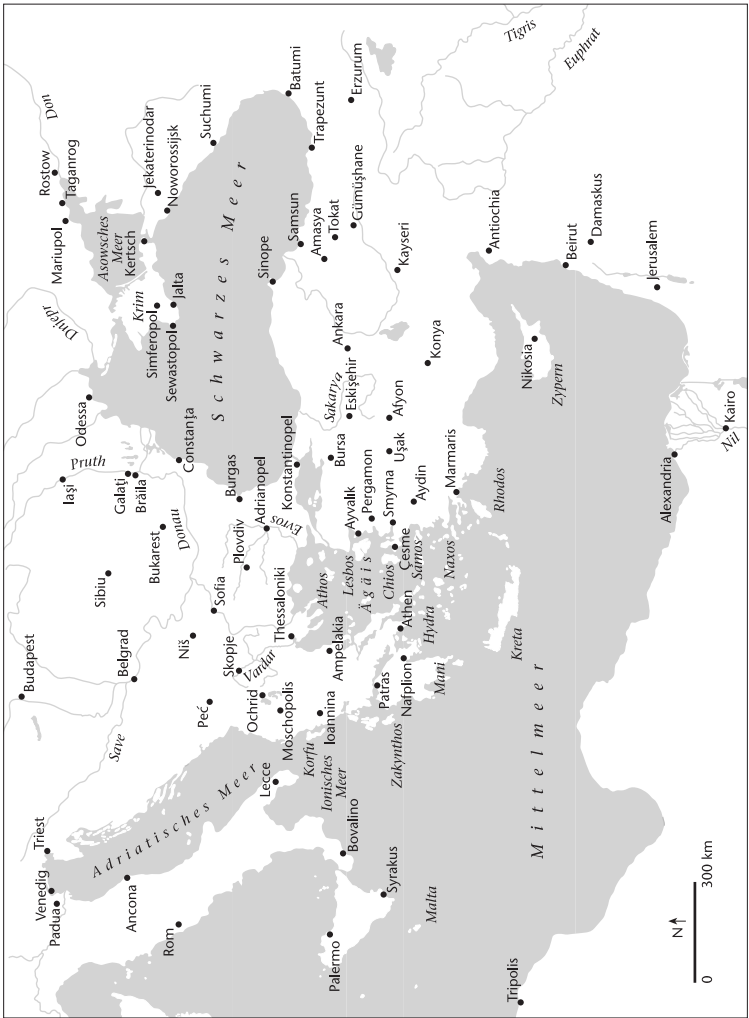 Don
Tigris
Euphrat
Rostow
Taganrog
Mariupol
Asowsches
Meer
Kertsch
Jekaterinodar
Noworossijsk
Suchumi
Batumi
Trapezunt
Erzurum
Gümüşhane
Samsun
Amasya
Tokat
Kayseri
Sinope
Schwarzes Meer
Dnjepr
Krim
Simferopol
Jalta
Sewastopol
Odessa
Antiochia
Beirut
Damaskus
Jerusalem
Ankara
Konya
Nikosia
Zypern
Sakarya
Eskişehir
Afyon
Uşak
Bursa
Konstantinopel
Constanţa
Pruth
Iaşi
Galaţi
Brăila
Bukarest
Donau
Sibiu
Burgas
Adrianopel
Evros
Plovdiv
Sofia
Ayvalık
Pergamon
Smyrna
Aydin
Marmaris
Çesme
Samos
Rhodos
Lesbos
Ägäis
Chios
Naxos
Athos
Thessaloniki
Kairo
Nil
Alexandria
Budapest
Belgrad
Niš
Skopje
Vardar
Peć
Ochrid
Moschopolis
Ampelakia
Ioannina
Athen
Hydra
Patras
Nafplion
Mani
Kreta
Save
Korfu
Ionisches
Meer
Zakynthos
Lecce
Adriatisches Meer
Triest
Venedig
Padua
Ancona
Rom
Bovalino
Syrakus
Palermo
Malta
Mittelmeer
Tripolis
N
0
300 km